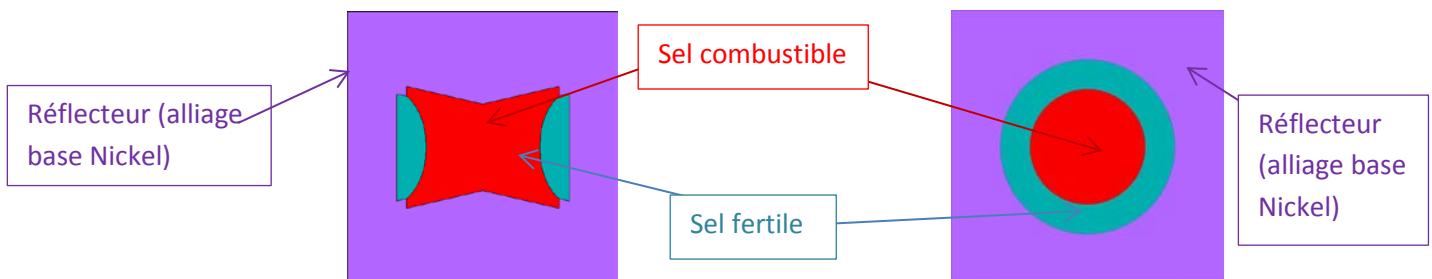 Réflecteur (alliage
base Nickel)
Sel combustible
Sel fertile
Réflecteur
(alliage base
Nickel)